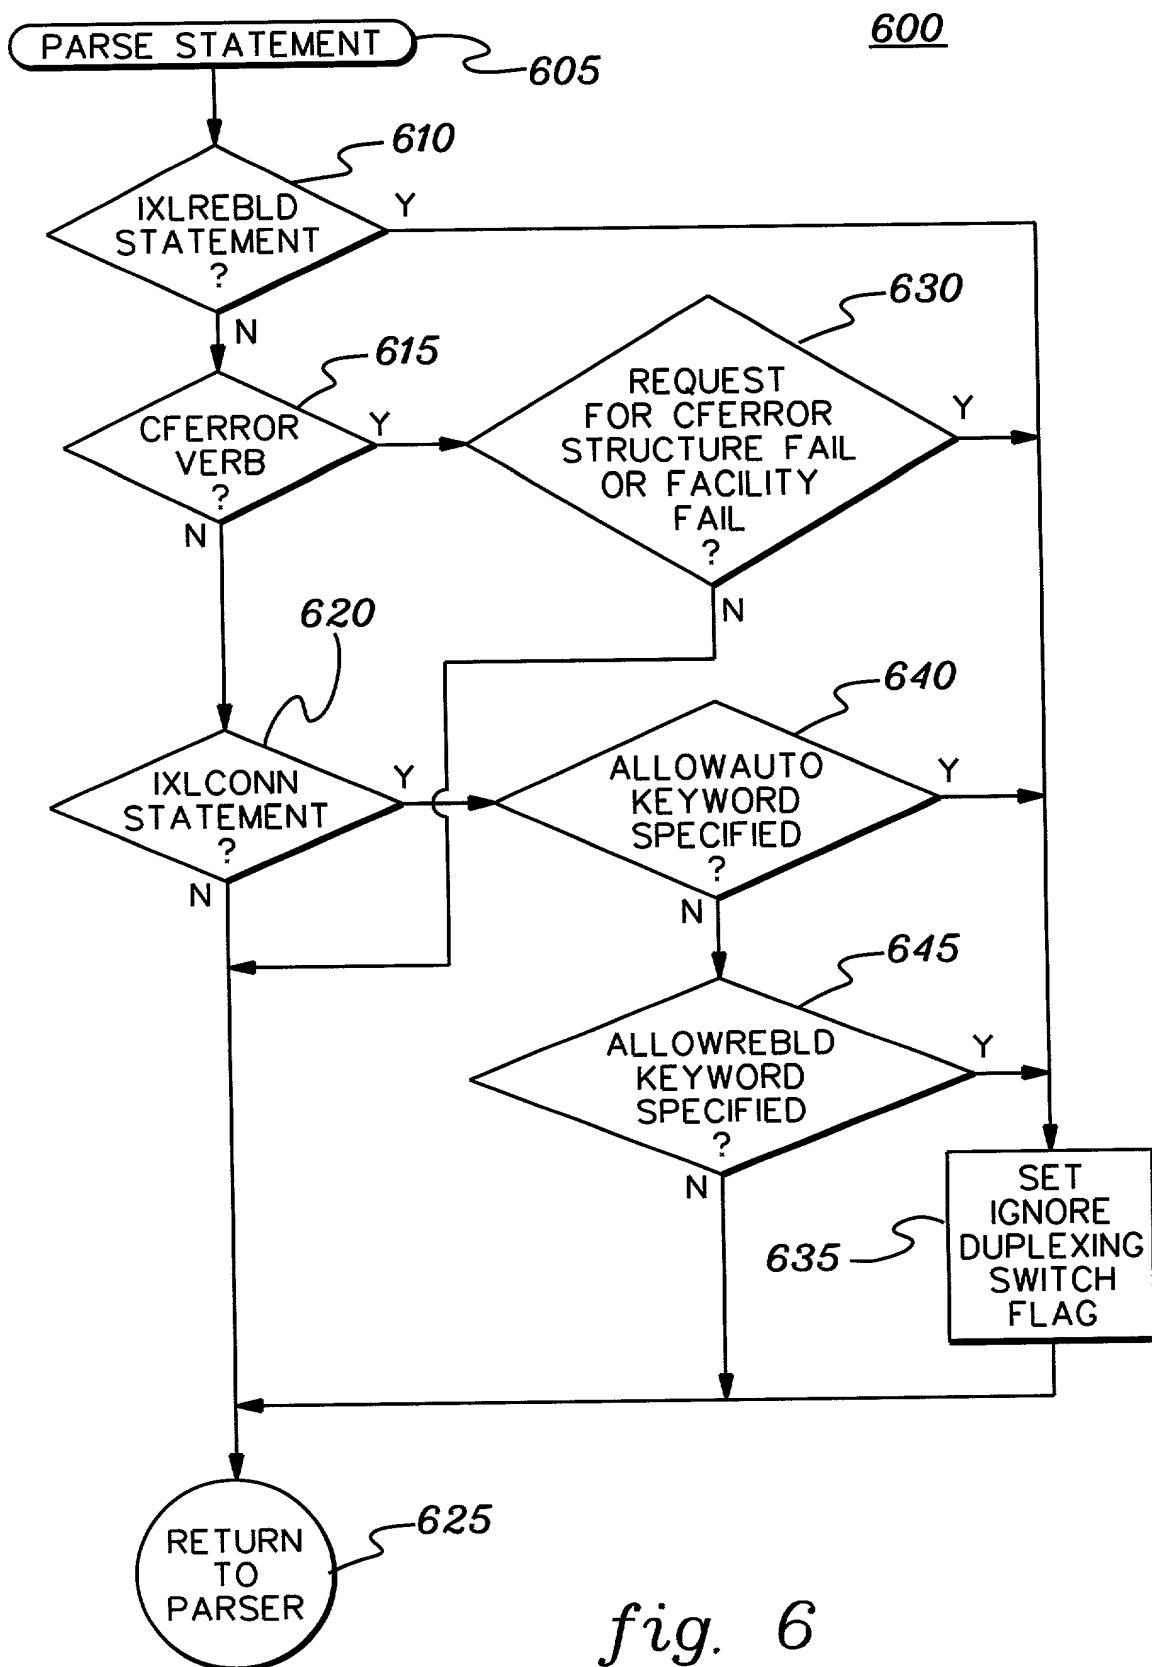 600
PARSE STATEMENT
605
610
IXLREBLD
STATEMENT
?
Y
N
615
CFERROR
VERB
?
Y
N
630
REQUEST
FOR CFERROR
STRUCTURE FAIL
OR FACILITY
FAIL
?
Y
N
620
IXLCONN
STATEMENT
?
Y
N
640
ALLOWAUTO
KEYWORD
SPECIFIED
?
Y
N
645
ALLOWREBLD
KEYWORD
SPECIFIED
?
Y
N
SET
IGNORE
DUPLEXING
SWITCH
FLAG
635
RETURN
TO
PARSER
625
fig. 6